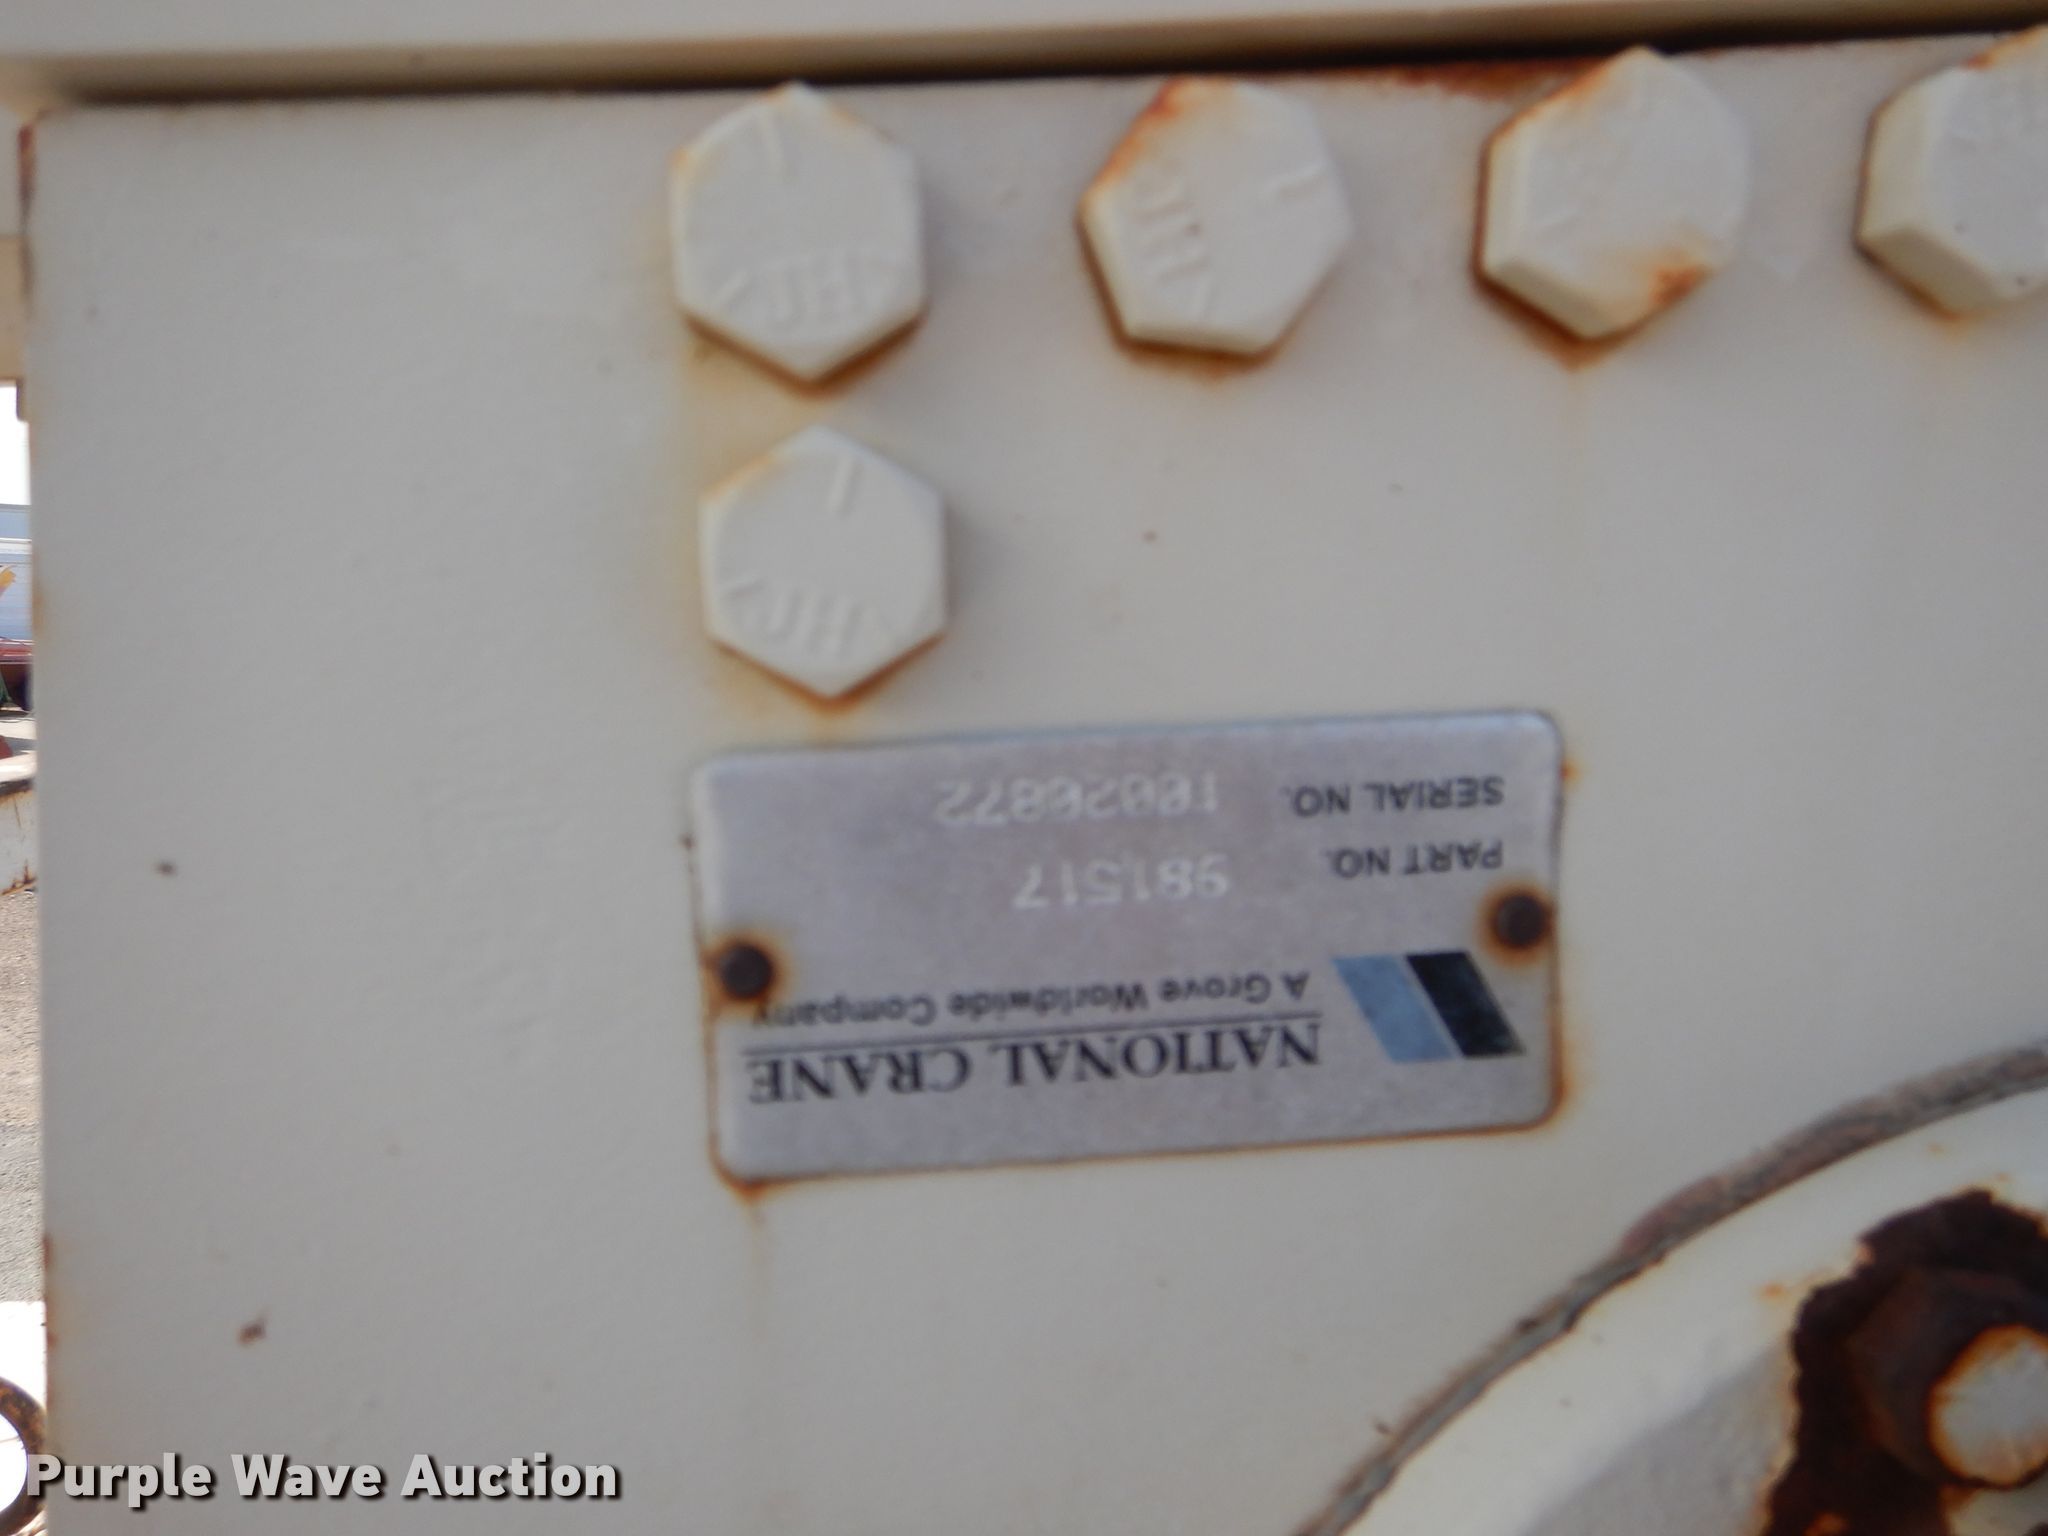 NATIONAL CRANE
A Grove Worldwide Company
PART NO. 981517
SERIAL NO. 10020872
Purple Wave Auction